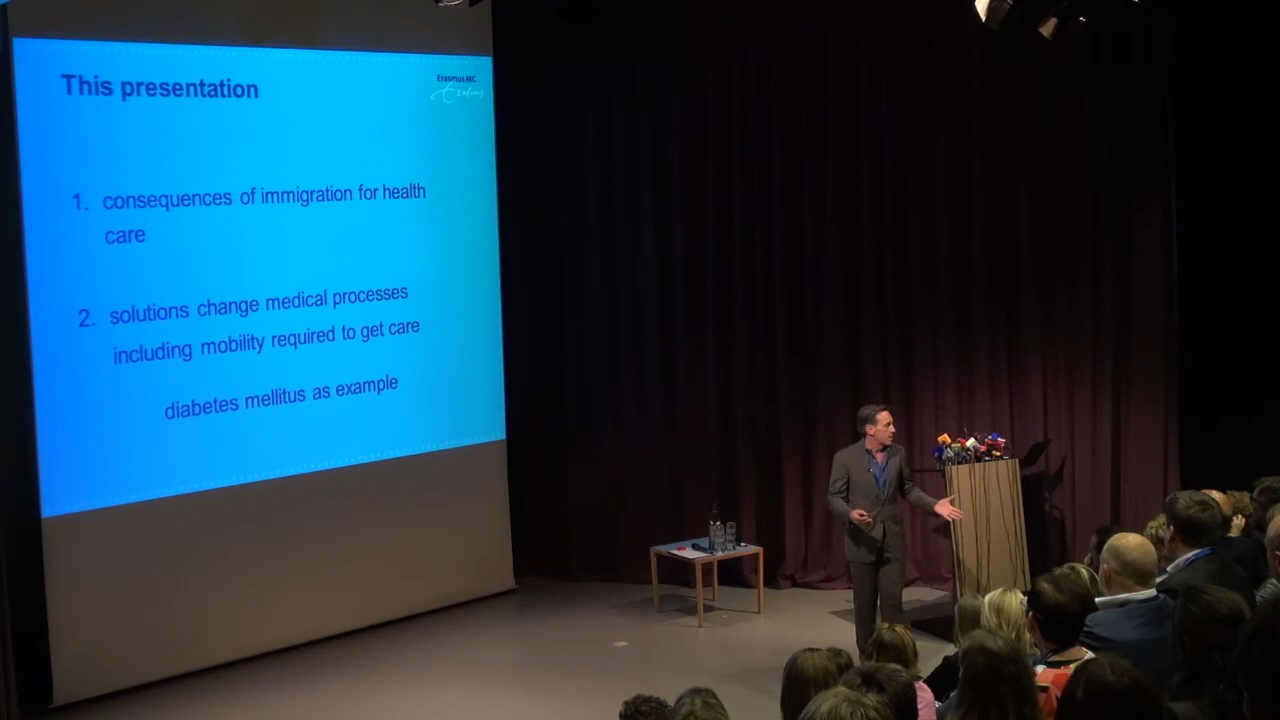 This presentation
Erasmus MC
Erasmus
1. consequences of immigration for health
care
2. solutions change medical processes
including mobility required to get care
diabetes mellitus as example